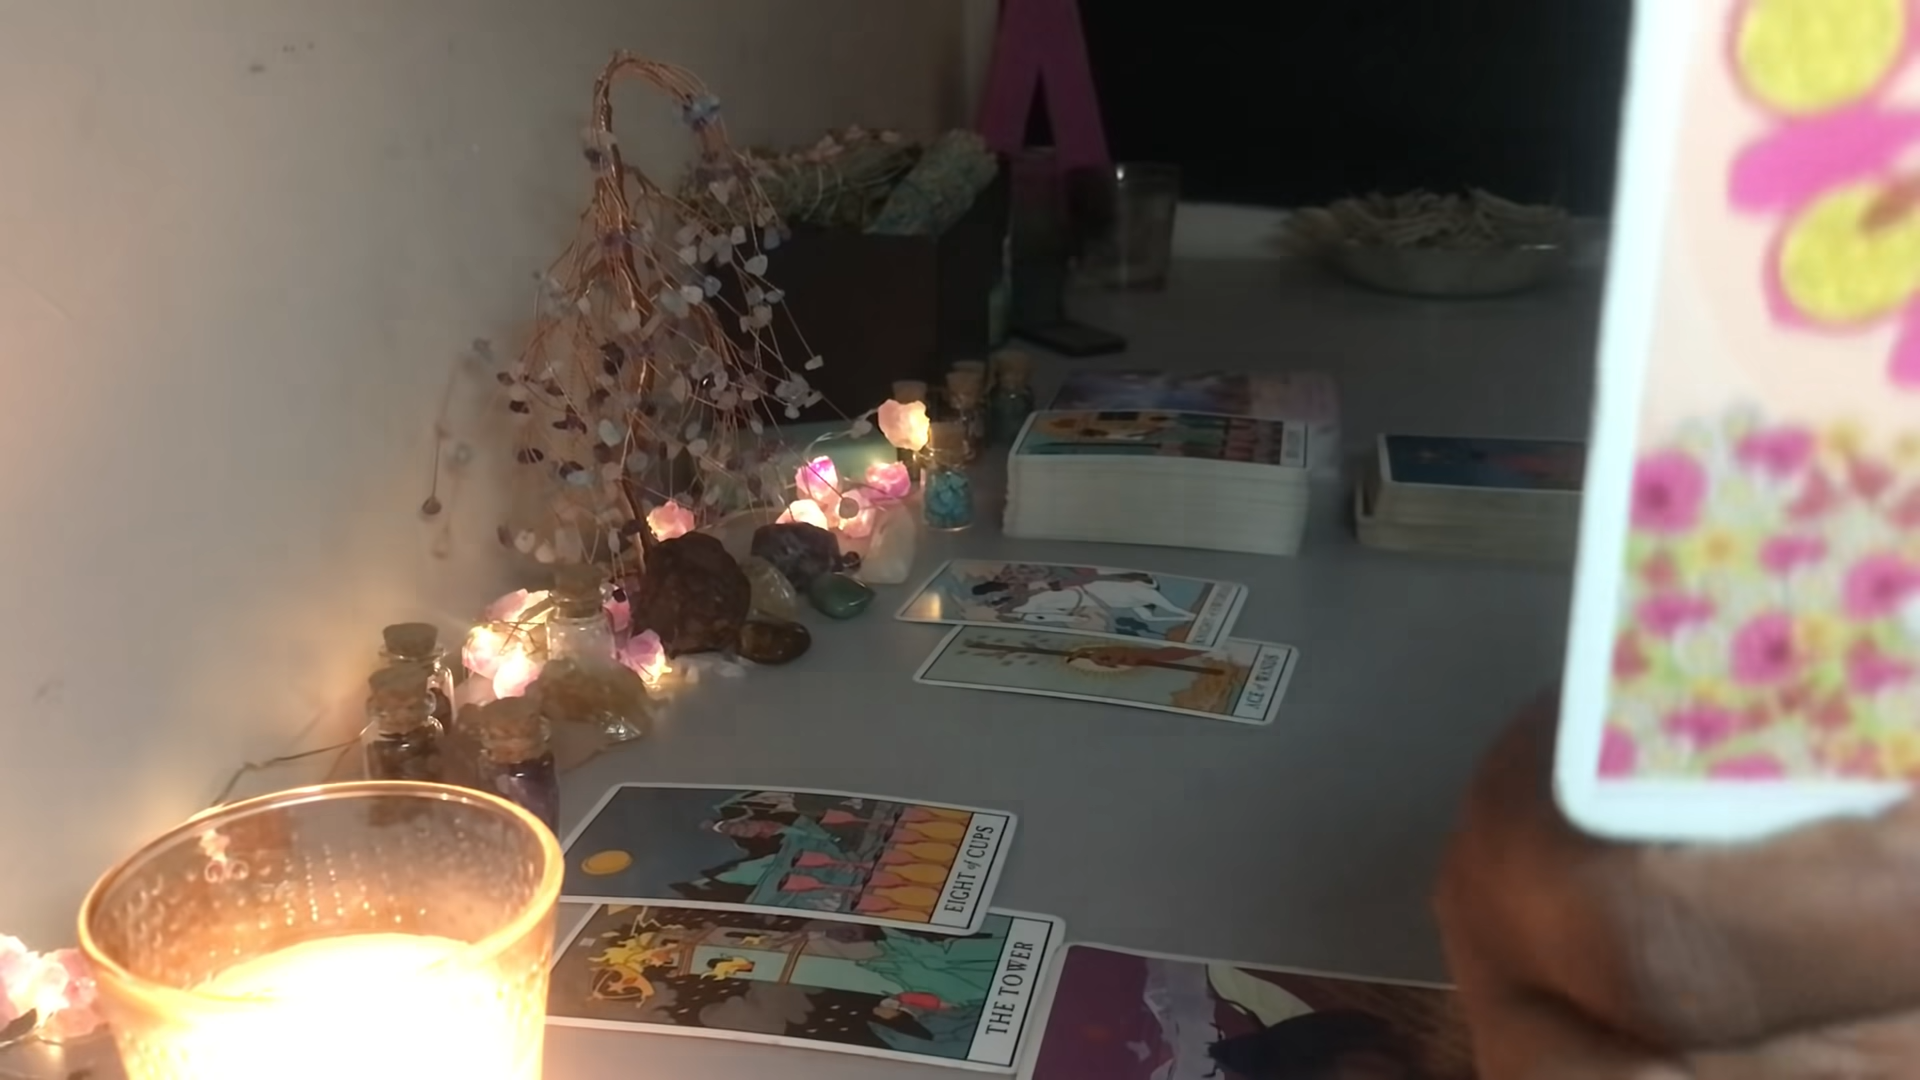 A
ACE of WANDS
EIGHT of CUPS
THE TOWER